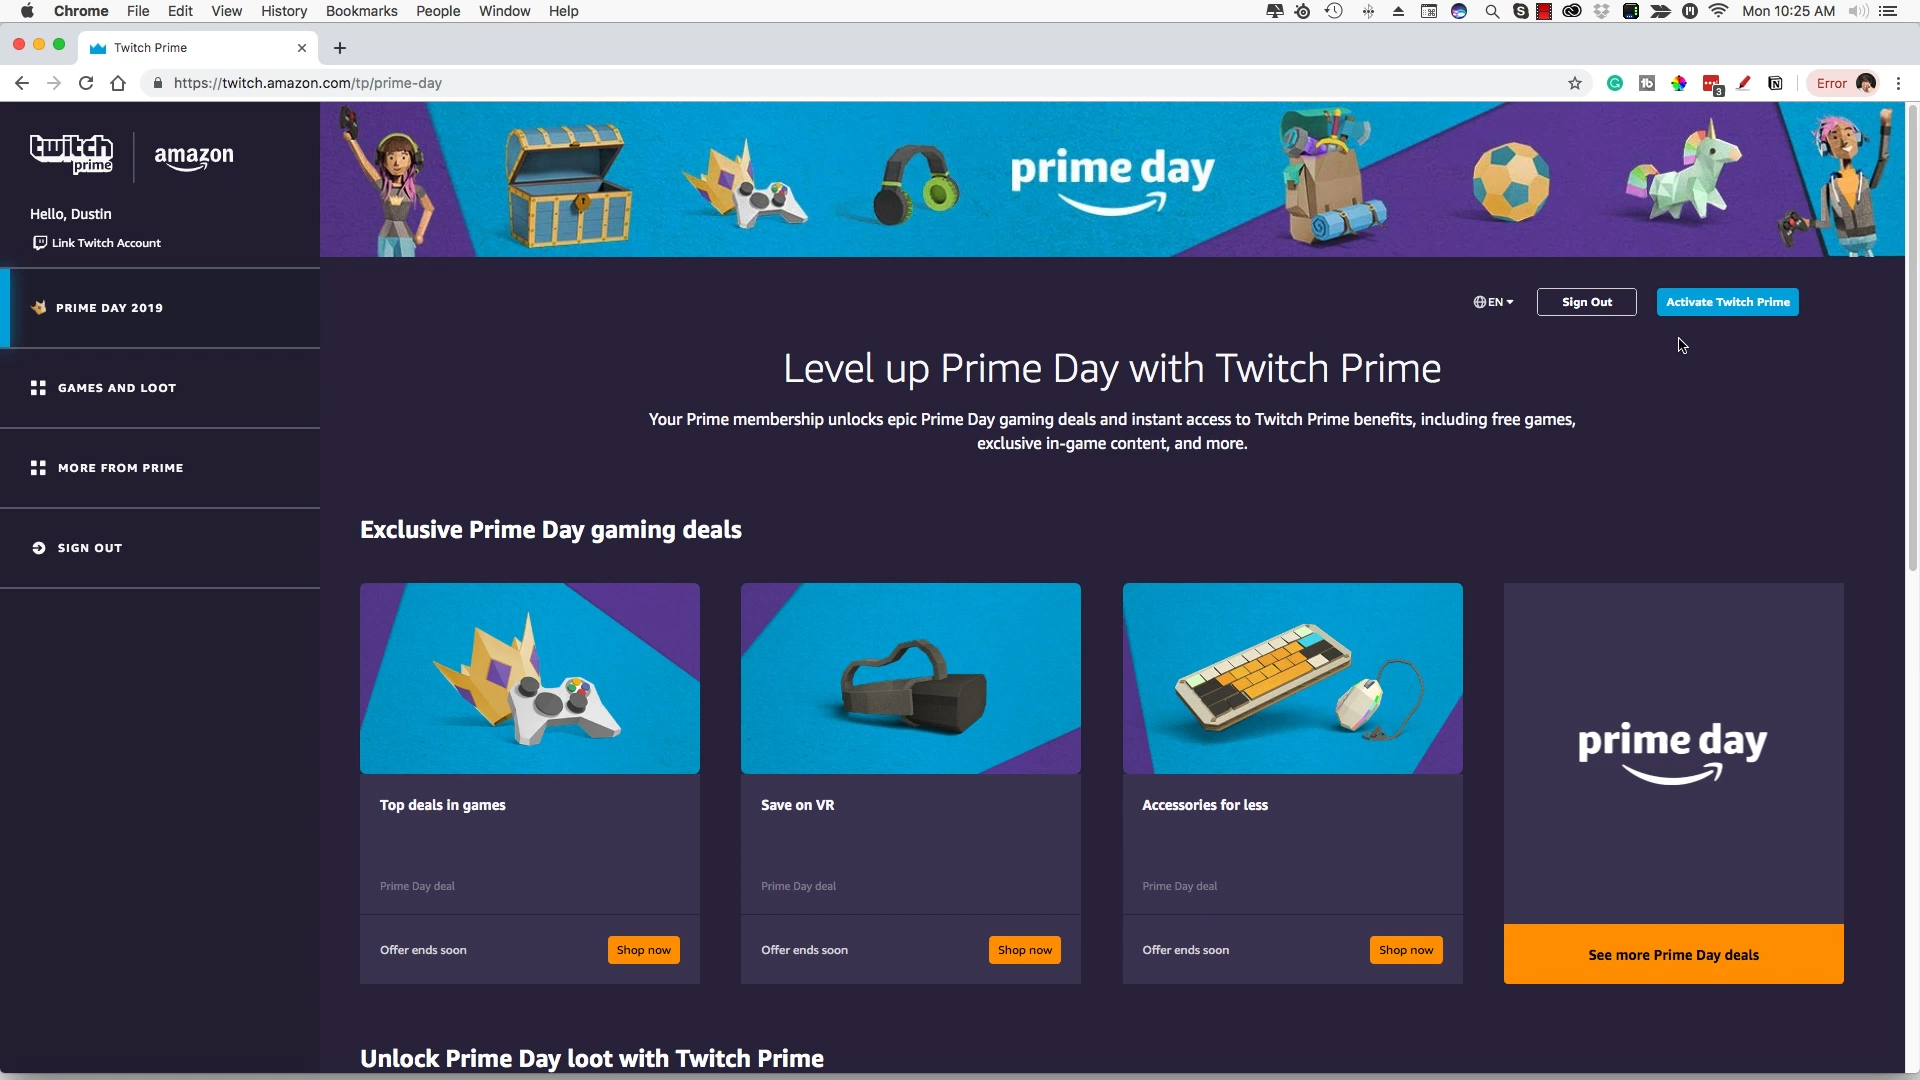 Chrome File Edit View History Bookmarks People Window Help
Mon 10:25 AM
Twitch Prime
https://twitch.amazon.com/tp/prime-day
3
Error
twitch prime
amazon
Hello, Dustin
Link Twitch Account
PRIME DAY 2019
GAMES AND LOOT
MORE FROM PRIME
SIGN OUT
prime day
EN
Sign Out
Activate Twitch Prime
Level up Prime Day with Twitch Prime
Your Prime membership unlocks epic Prime Day gaming deals and instant access to Twitch Prime benefits, including free games,
exclusive in-game content, and more.
Exclusive Prime Day gaming deals
Top deals in games
Prime Day deal
Offer ends soon
Shop now
Save on VR
Prime Day deal
Offer ends soon
Shop now
Accessories for less
Prime Day deal
Offer ends soon
Shop now
prime day
See more Prime Day deals
Unlock Prime Day loot with Twitch Prime